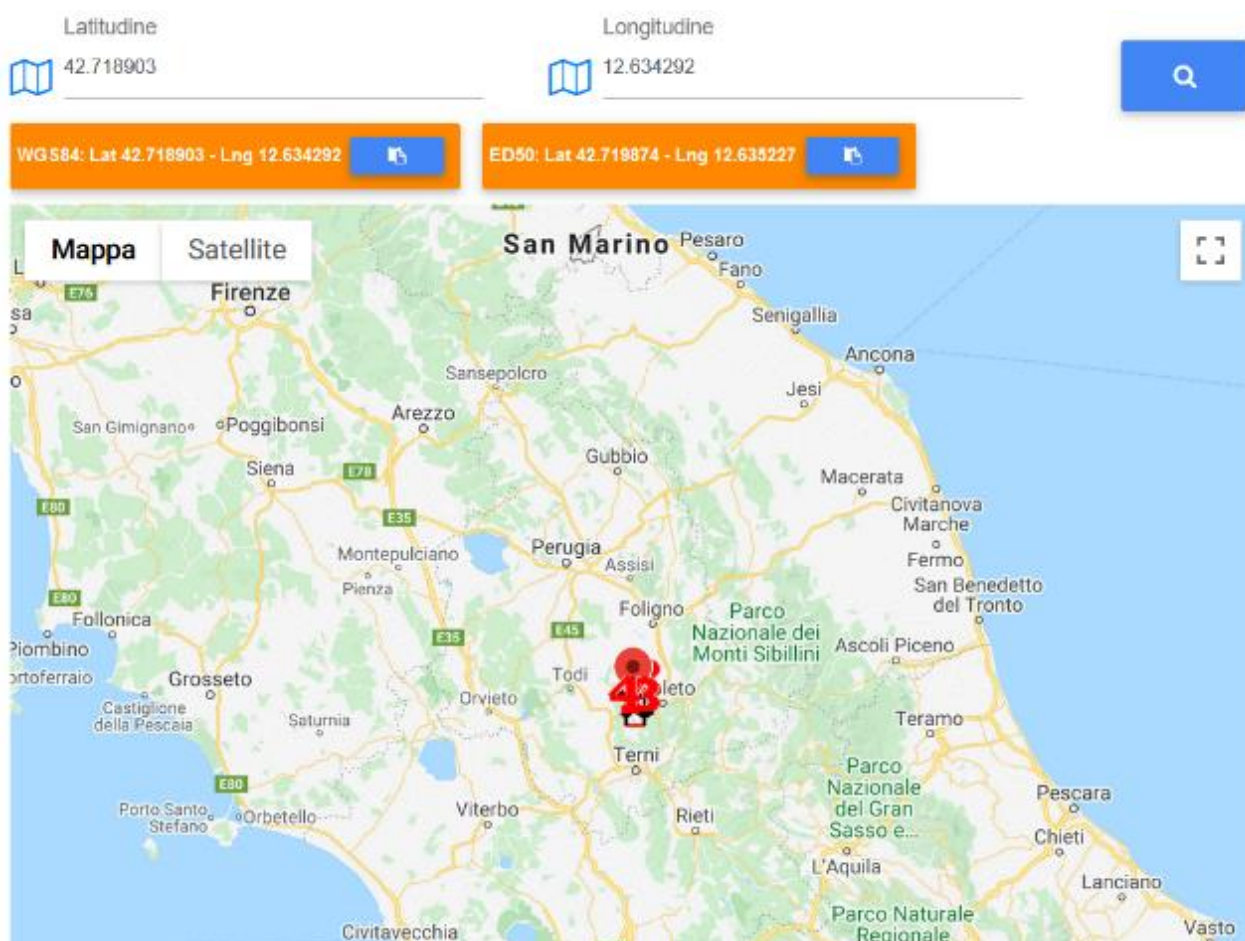 Latitudine
Longitudine
42.718903
12.634292
WGS84: Lat 42.718903 - Lng 12.634292
ED50: Lat 42.719874 - Lng 12.635227
Mappa
Satellite
San Marino
Pesaro
Fano
E76
Firenze
Senigallia
Ancona
Sansepolcro
Jesi
San Gimignano
Poggibonsi
Arezzo
Gubbio
Siena
E78
Macerata
E80
E35
Civitanova
Marche
Montepulciano
Perugia
Assisi
Fermo
Pienza
San Benedetto
del Tronto
E80
Follonica
Foligno
Parco
Nazionale dei
Monti Sibillini
E35
E45
Piombino
Ascoli Piceno
ortoferraio
Grosseto
Todi
oleto
Castiglione
della Pescaia
Saturnia
Orvieto
Teramo
Terni
E80
Parco
Nazionale
del Gran
Sasso e...
Pescara
Porto Santo
Stefano
Orbetello
Viterbo
Rieti
Chieti
L'Aquila
Lanciano
Parco Naturale
Regionale
Civitavecchia
Vasto